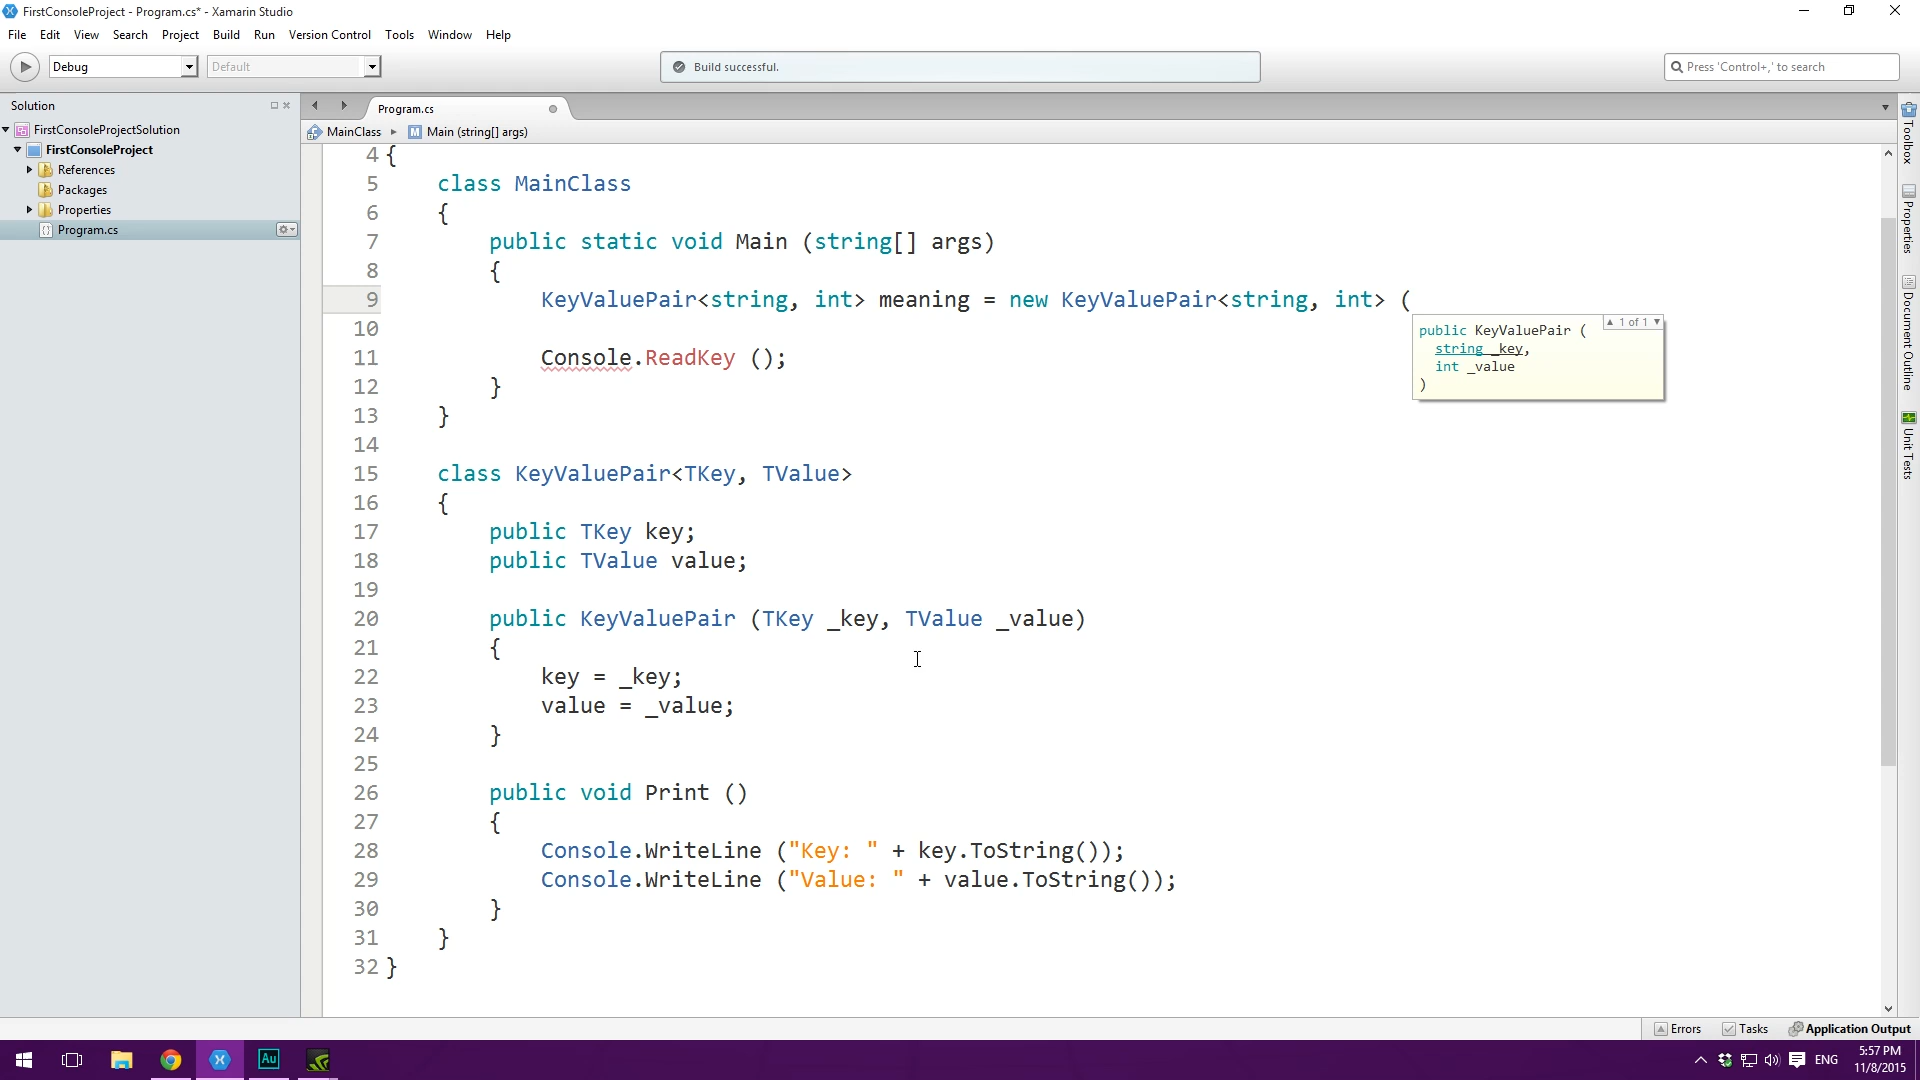 FirstConsoleProject - Program.cs* - Xamarin Studio
File Edit View Search Project Build Run Version Control Tools Window Help
Debug
Default
Build successful.
Press 'Control+,' to search
Solution
FirstConsoleProjectSolution
FirstConsoleProject
References
Packages
Properties
Program.cs
Program.cs
MainClass
M Main (string[] args)
4 {
5 class MainClass
6 {
7 public static void Main (string[] args)
8 {
9 KeyValuePair<string, int> meaning = new KeyValuePair<string, int> (
10
11 Console.ReadKey ();
12 }
13 }
14
15 class KeyValuePair<TKey, TValue>
16 {
17 public TKey key;
18 public TValue value;
19
20 public KeyValuePair (TKey _key, TValue _value)
21 {
22 key = _key;
23 value = _value;
24 }
25
26 public void Print ()
27 {
28 Console.WriteLine ("Key: " + key.ToString());
29 Console.WriteLine ("Value: " + value.ToString());
30 }
31 }
32 }
▲ 1 of 1 ▼
public KeyValuePair (
string _key,
int _value
)
Toolbox
Properties
Document Outline
Unit Tests
Errors
Tasks
Application Output
Au
ENG
5:57 PM
11/8/2015